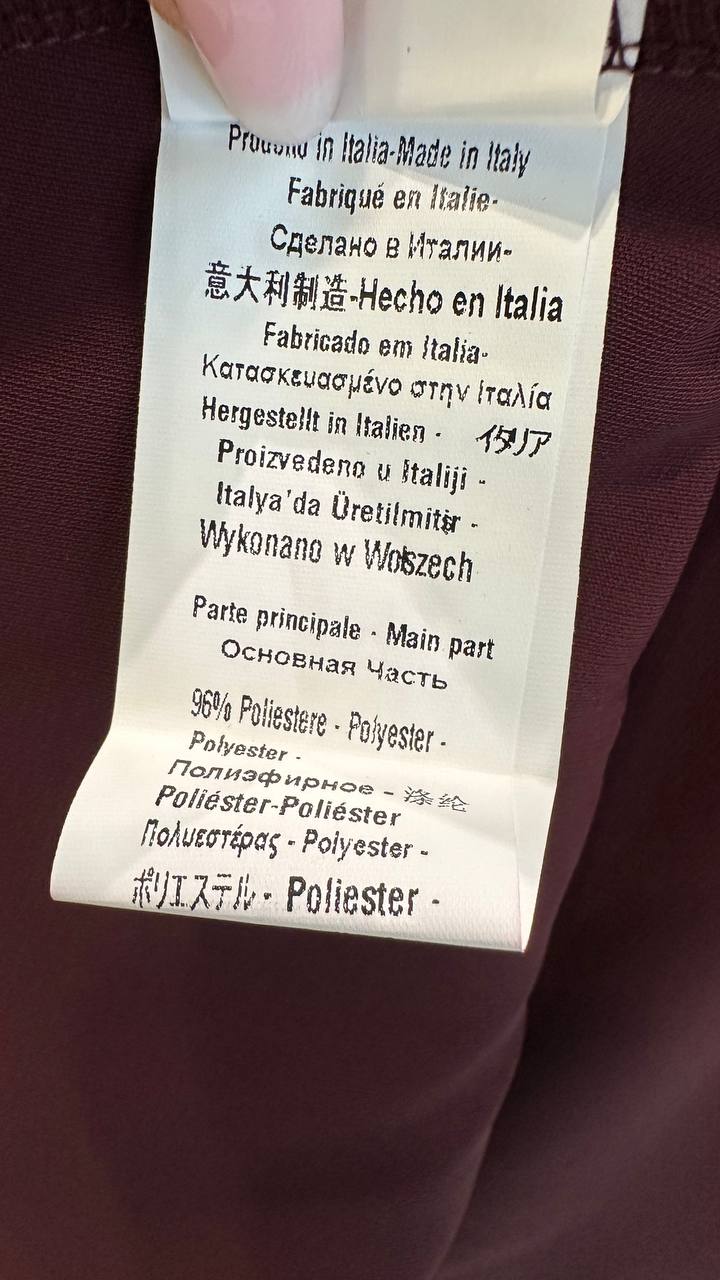 Prodotto in Italia-Made in Italy
Fabriqué en Italie-
Сделано в Италии-
意大利制造-Hecho en Italia
Fabricado em Italia-
Κατασκευασμένο στην Ιταλία
Hergestellt in Italien - イタリア
Proizvedeno u Italiji -
Italya'da Üretilmitir -
Wykonano w Woszech
Parte principale - Main part
Основная Часть
96% Poliestere - Polyester -
Polyester -
Полиэфирное - 涤纶
Poliéster-Poliéster
Πολυεστέρας - Polyester -
ポリエステル - Poliester -